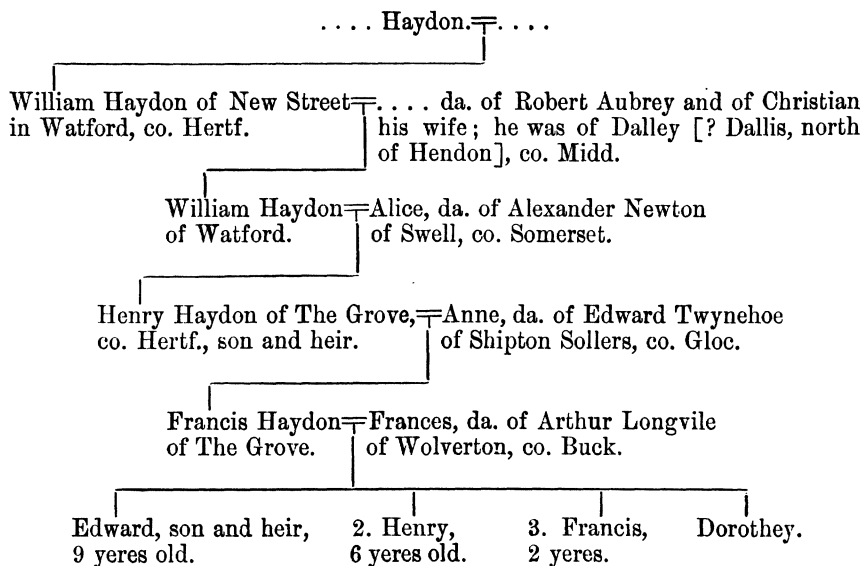 . . . . Haydon.=. . . .
William Haydon of New Street=. . . . da. of Robert Aubrey and of Christian
in Watford, co. Hertf. his wife; he was of Dalley [? Dallis, north
of Hendon], co. Midd.
William Haydon=Alice, da. of Alexander Newton
of Watford. of Swell, co. Somerset.
Henry Haydon of The Grove,=Anne, da. of Edward Twynehoe
co. Hertf., son and heir. of Shipton Sollers, co. Gloc.
Francis Haydon=Frances, da. of Arthur Longvile
of The Grove. of Wolverton, co. Buck.
Edward, son and heir, 2. Henry, 3. Francis, Dorothey.
9 yeres old. 6 yeres old. 2 yeres.